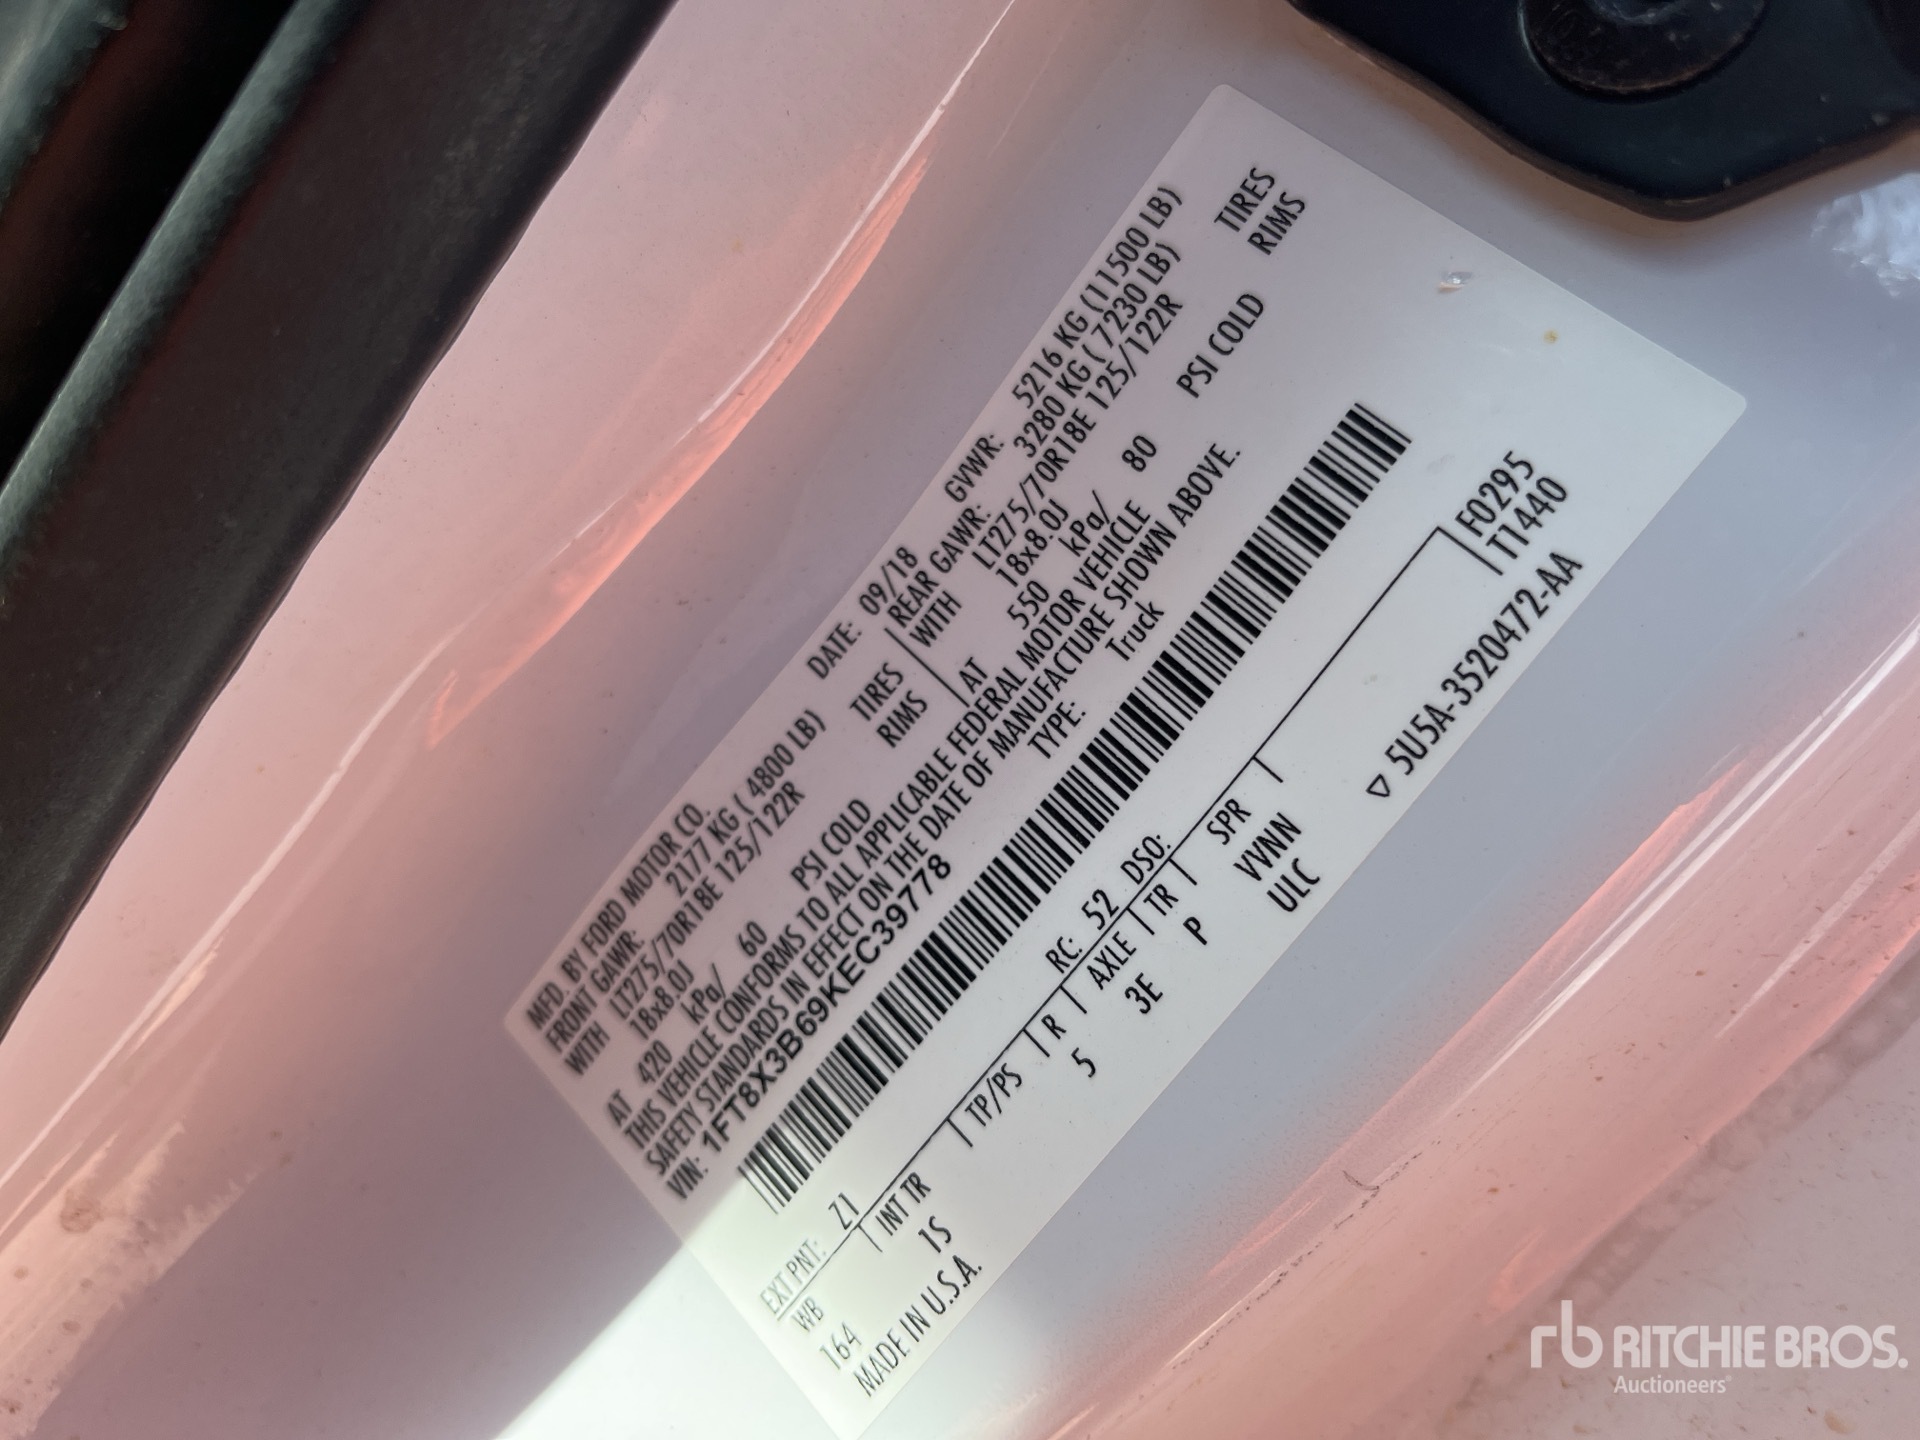 MFD. BY FORD MOTOR CO. DATE: 09/18 GVWR: 5216 KG (11500 LB)
FRONT GAWR: 2177 KG ( 4800 LB) REAR GAWR: 3280 KG ( 7230 LB)
WITH LT275/70R18E 125/122R TIRES WITH LT275/70R18E 125/122R TIRES
18x8.0J RIMS 18x8.0J RIMS
AT 420 kPa/ 60 PSI COLD AT 550 kPa/ 80 PSI COLD
THIS VEHICLE CONFORMS TO ALL APPLICABLE FEDERAL MOTOR VEHICLE
SAFETY STANDARDS IN EFFECT ON THE DATE OF MANUFACTURE SHOWN ABOVE.
VIN: 1FT8X3B69KEC39778 TYPE: Truck
EXT PNT: Z1 RC: 52 DSO: F0295
WB INT TR TP/PS R AXLE TR SPR T1440
164 1S 5 3E P VVNN
MADE IN U.S.A. ULC
▽ 5U5A-3520472-AA
rb RITCHIE BROS.
Auctioneers